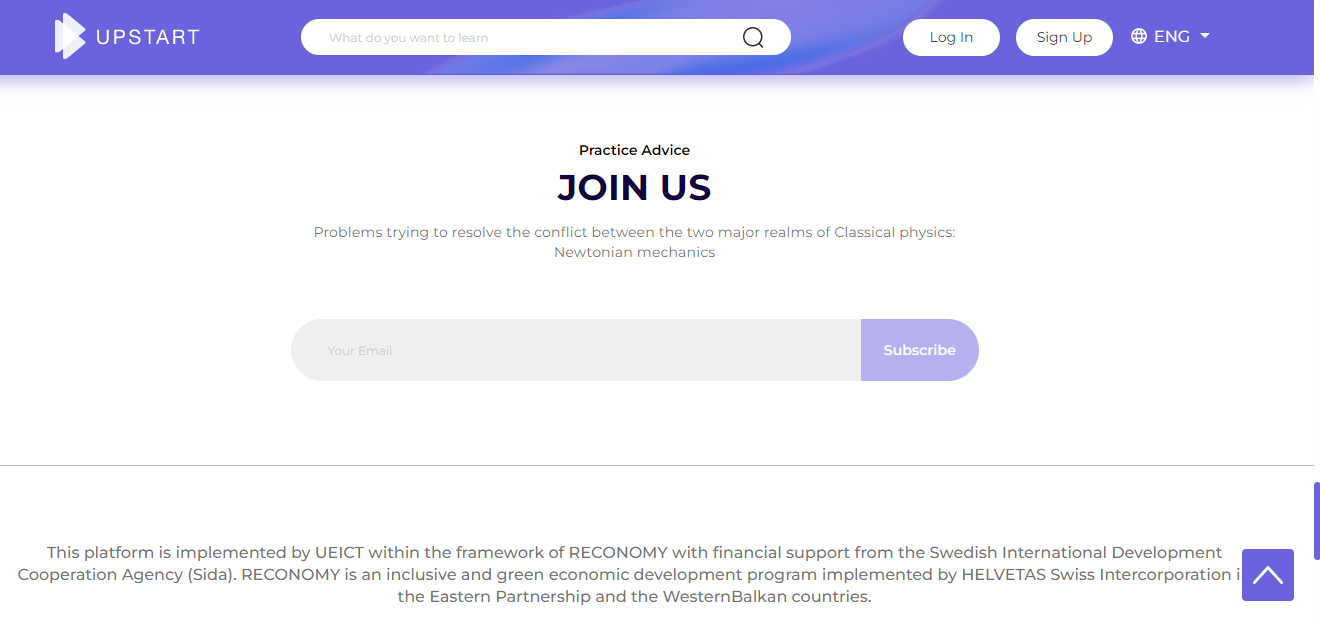 UPSTART
What do you want to learn
Log In
Sign Up
ENG
Practice Advice
JOIN US
Problems trying to resolve the conflict between the two major realms of Classical physics:
Newtonian mechanics
Your Email
Subscribe
This platform is implemented by UEICT within the framework of RECONOMY with financial support from the Swedish International Development
Cooperation Agency (Sida). RECONOMY is an inclusive and green economic development program implemented by HELVETAS Swiss Intercorporation
the Eastern Partnership and the WesternBalkan countries.